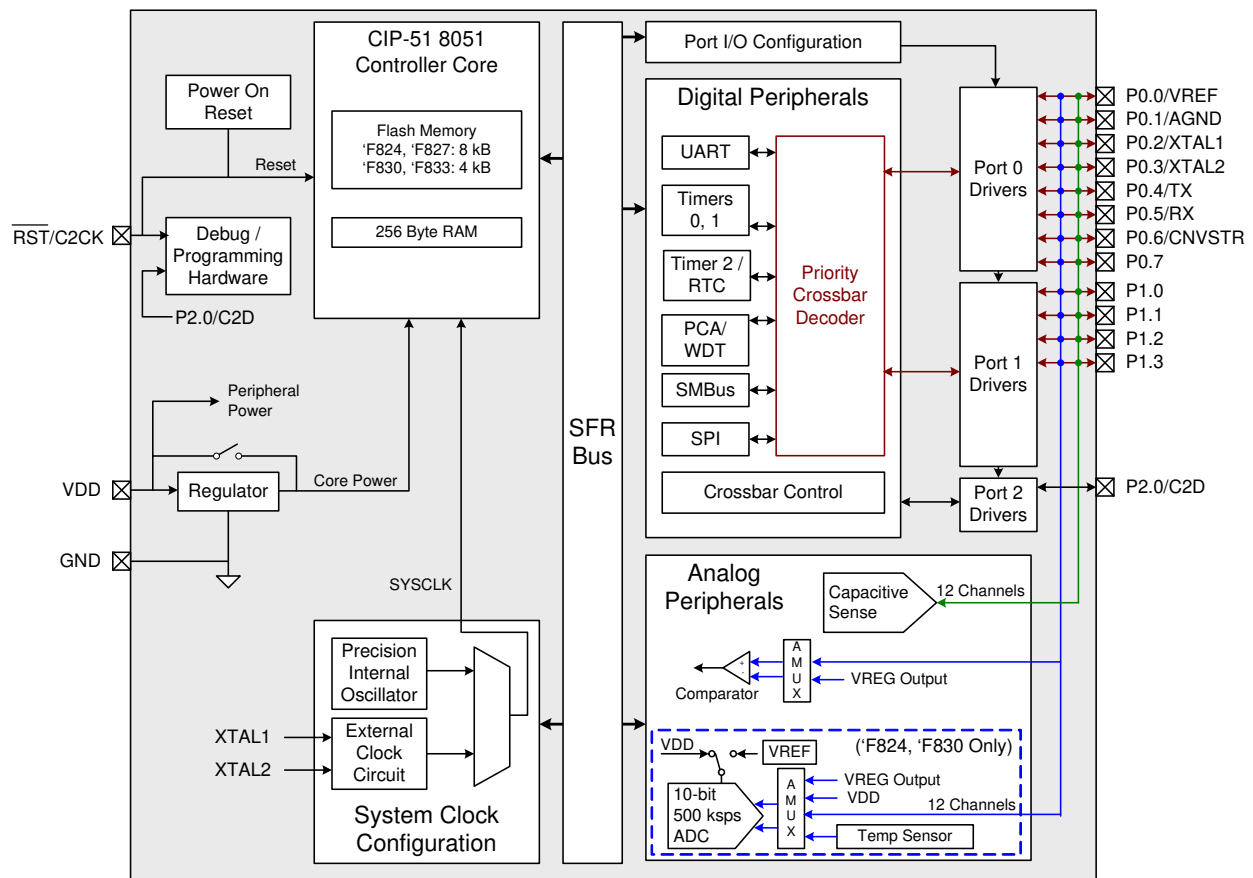 CIP-51 8051
Controller Core
Flash Memory
‘F824, ‘F827: 8 kB
‘F830, ‘F833: 4 kB
256 Byte RAM
Power On
Reset
Reset
RST/C2CK
Debug /
Programming
Hardware
P2.0/C2D
Peripheral
Power
VDD
Regulator
Core Power
GND
SYSCLK
Precision
Internal
Oscillator
XTAL1
XTAL2
External
Clock
Circuit
System Clock
Configuration
SFR
Bus
Port I/O Configuration
Digital Peripherals
UART
Timers
0, 1
Timer 2 /
RTC
PCA/
WDT
SMBus
SPI
Priority
Crossbar
Decoder
Crossbar Control
Port 0
Drivers
Port 1
Drivers
Port 2
Drivers
P0.0/VREF
P0.1/AGND
P0.2/XTAL1
P0.3/XTAL2
P0.4/TX
P0.5/RX
P0.6/CNVSTR
P0.7
P1.0
P1.1
P1.2
P1.3
P2.0/C2D
Analog
Peripherals
Capacitive
Sense
12 Channels
+
-
Comparator
AMUX
VREG Output
(‘F824, ‘F830 Only)
VDD
VREF
10-bit
500 ksps
ADC
AMUX
VREG Output
VDD
12 Channels
Temp Sensor